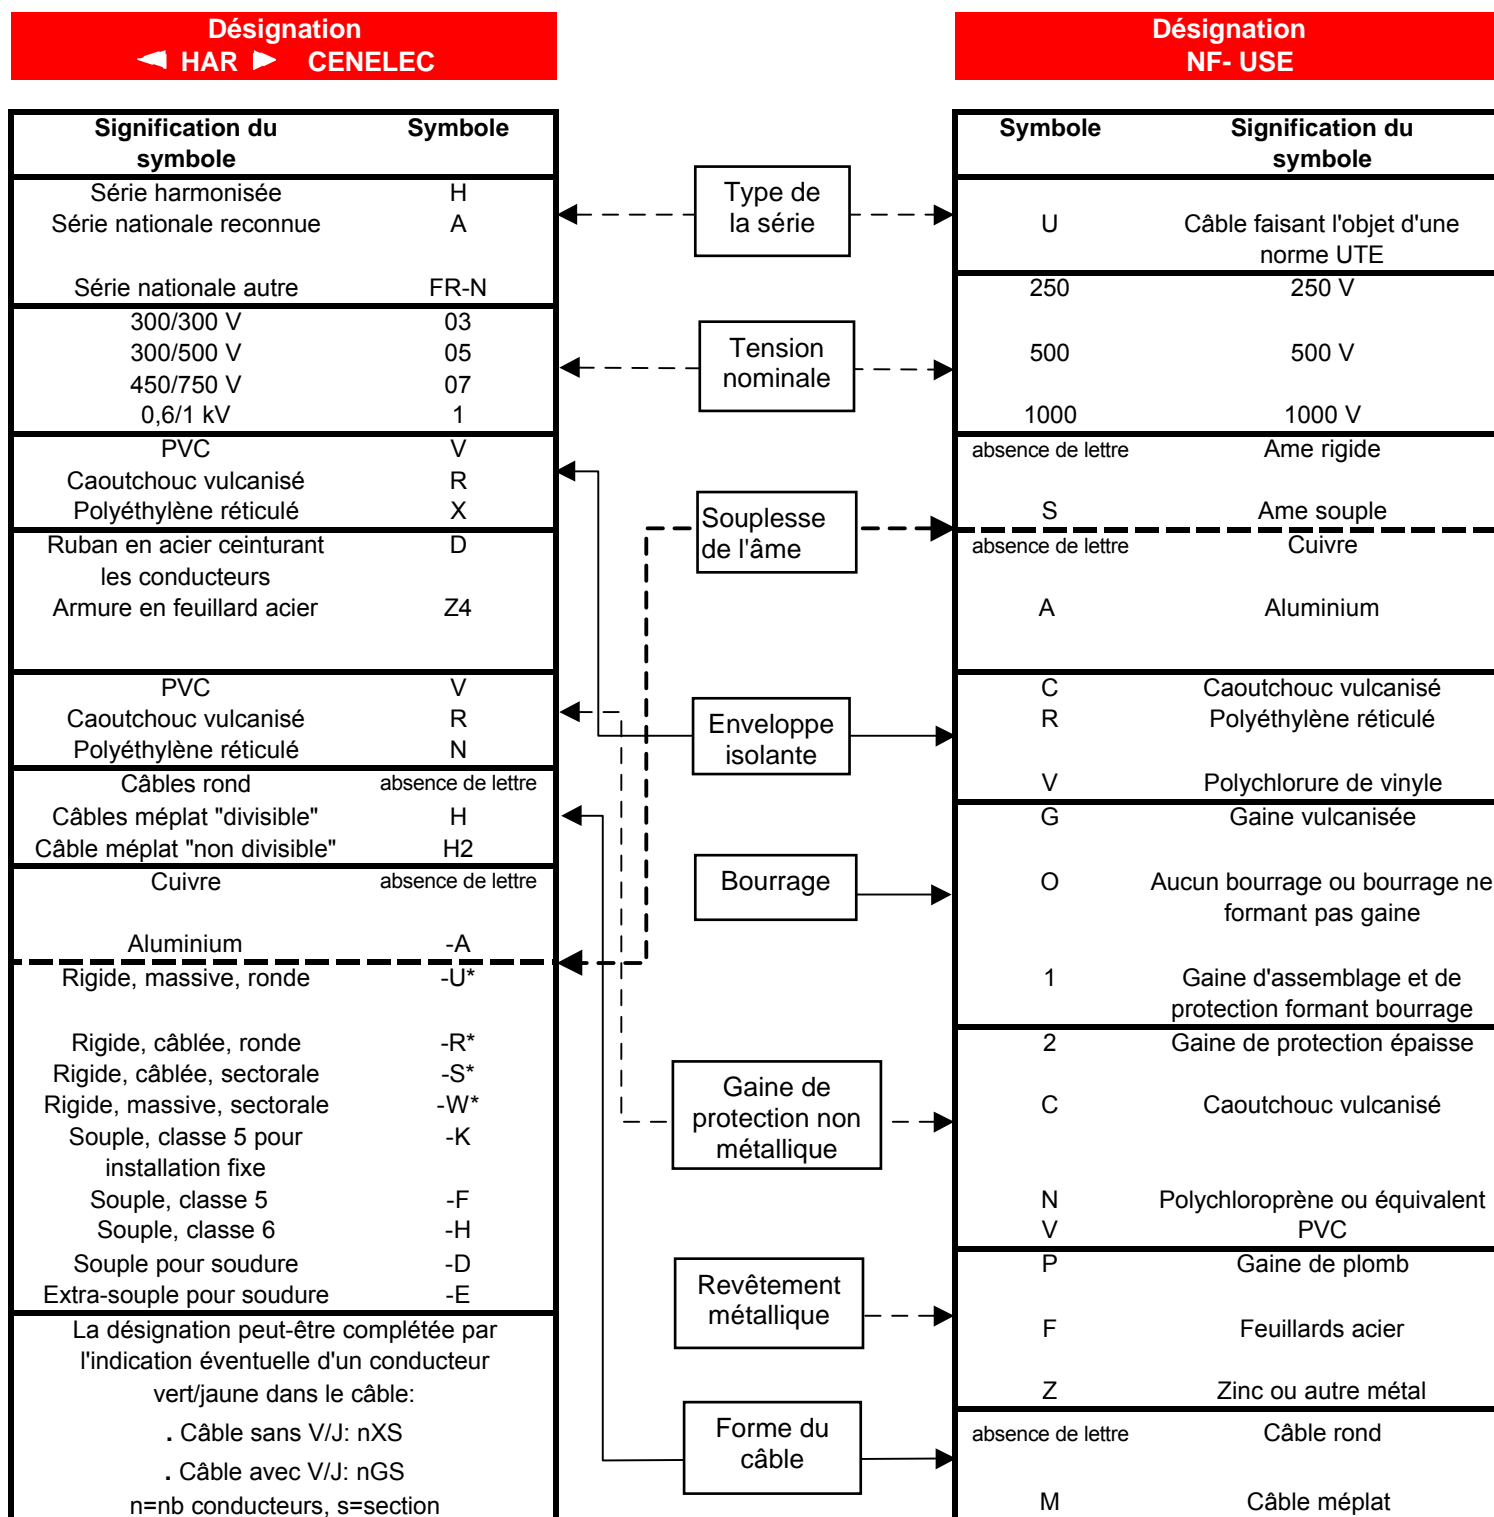 Désignation
HAR CENELEC
Signification du symbole Symbole
Série harmonisée H
Série nationale reconnue A
Série nationale autre FR-N
300/300 V 03
300/500 V 05
450/750 V 07
0,6/1 kV 1
PVC V
Caoutchouc vulcanisé R
Polyéthylène réticulé X
Ruban en acier ceinturant D
les conducteurs
Armure en feuillard acier Z4
PVC V
Caoutchouc vulcanisé R
Polyéthylène réticulé N
Câbles rond absence de lettre
Câbles méplat "divisible" H
Câble méplat "non divisible" H2
Cuivre absence de lettre
Aluminium -A
Rigide, massive, ronde -U*
Rigide, câblée, ronde -R*
Rigide, câblée, sectorale -S*
Rigide, massive, sectorale -W*
Souple, classe 5 pour -K
installation fixe
Souple, classe 5 -F
Souple, classe 6 -H
Souple pour soudure -D
Extra-souple pour soudure -E
La désignation peut-être complétée par
l'indication éventuelle d'un conducteur
vert/jaune dans le câble:
. Câble sans V/J: nXS
. Câble avec V/J: nGS
n=nb conducteurs, s=section
Type de
la série
Tension
nominale
Souplesse
de l'âme
Enveloppe
isolante
Bourrage
Gaine de
protection non
métallique
Revêtement
métallique
Forme du
câble
Désignation
NF- USE
Symbole Signification du
symbole
U Câble faisant l'objet d'une
norme UTE
250 250 V
500 500 V
1000 1000 V
absence de lettre Ame rigide
S Ame souple
absence de lettre Cuivre
A Aluminium
C Caoutchouc vulcanisé
R Polyéthylène réticulé
V Polychlorure de vinyle
G Gaine vulcanisée
O Aucun bourrage ou bourrage ne
formant pas gaine
1 Gaine d'assemblage et de
protection formant bourrage
2 Gaine de protection épaisse
C Caoutchouc vulcanisé
N Polychloroprène ou équivalent
V PVC
P Gaine de plomb
F Feuillards acier
Z Zinc ou autre métal
absence de lettre Câble rond
M Câble méplat